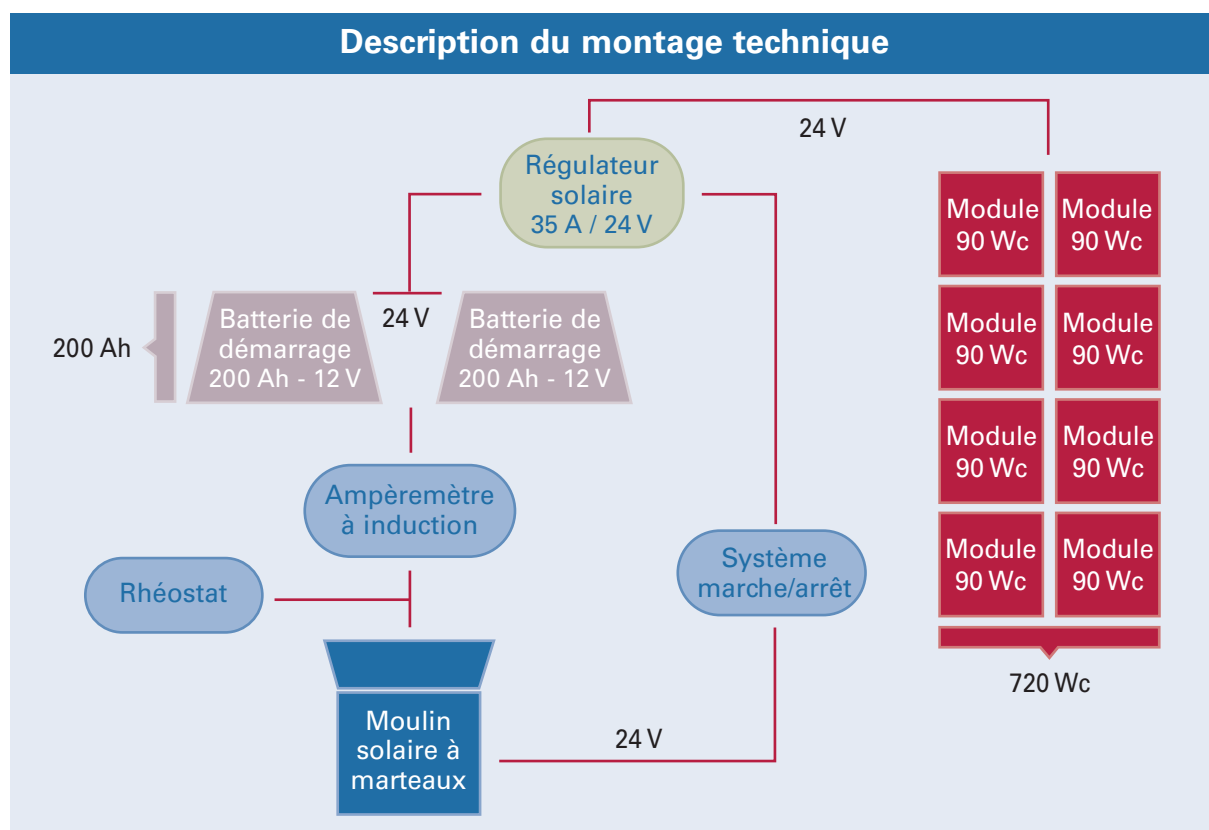 Description du montage technique
24 V
Régulateur
solaire
35 A / 24 V
Module
90 Wc
Module
90 Wc
Module
90 Wc
Module
90 Wc
Module
90 Wc
Module
90 Wc
Module
90 Wc
Module
90 Wc
720 Wc
200 Ah
Batterie de
démarrage
200 Ah - 12 V
24 V
Batterie de
démarrage
200 Ah - 12 V
Ampèremètre
à induction
Rhéostat
Système
marche/arrêt
Moulin
solaire à
marteaux
24 V